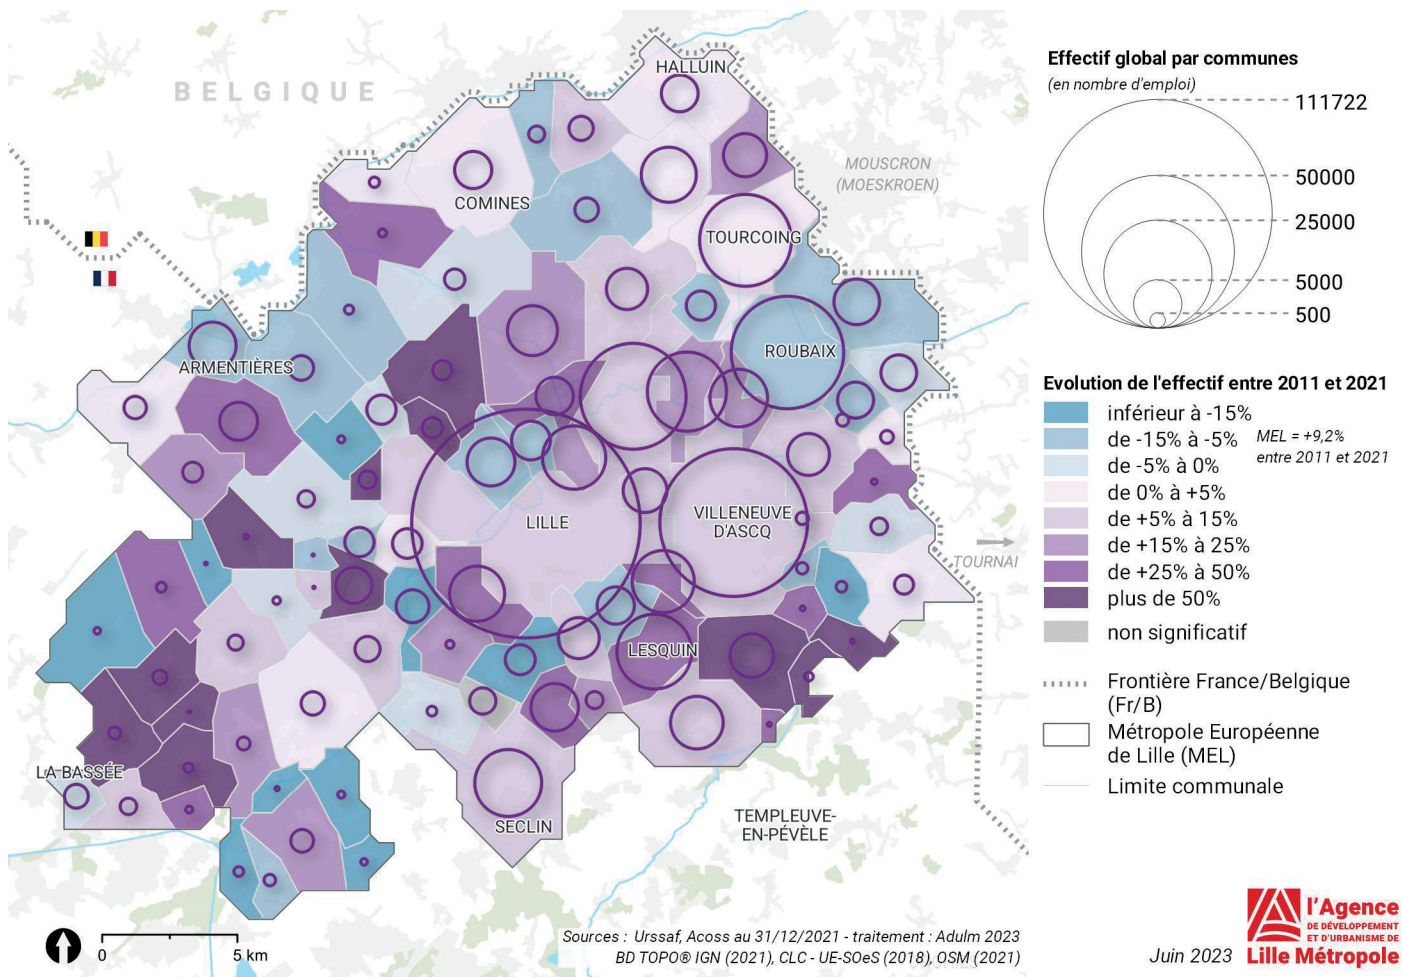 BELGIQUE
HALLUIN
MOUSCRON
(MOESKROEN)
COMINES
TOURCOING
ARMENTIÈRES
ROUBAIX
LILLE
VILLENEUVE
D'ASCQ
TOURNAI
LESQUIN
LA BASSÉE
SECLIN
TEMPLEUVE-
EN-PÉVÈLE
0
5 km
Sources : Urssaf, Acoss au 31/12/2021 - traitement : Adulm 2023
BD TOPO® IGN (2021), CLC - UE-SOeS (2018), OSM (2021)
Effectif global par communes
(en nombre d'emploi)
111722
50000
25000
5000
500
Evolution de l'effectif entre 2011 et 2021
inférieur à -15%
de -15% à -5%
de -5% à 0%
de 0% à +5%
de +5% à 15%
de +15% à 25%
de +25% à 50%
plus de 50%
non significatif
MEL = +9,2%
entre 2011 et 2021
Frontière France/Belgique
(Fr/B)
Métropole Européenne
de Lille (MEL)
Limite communale
Juin 2023
l'Agence
DE DÉVELOPPEMENT
ET D'URBANISME DE
Lille Métropole